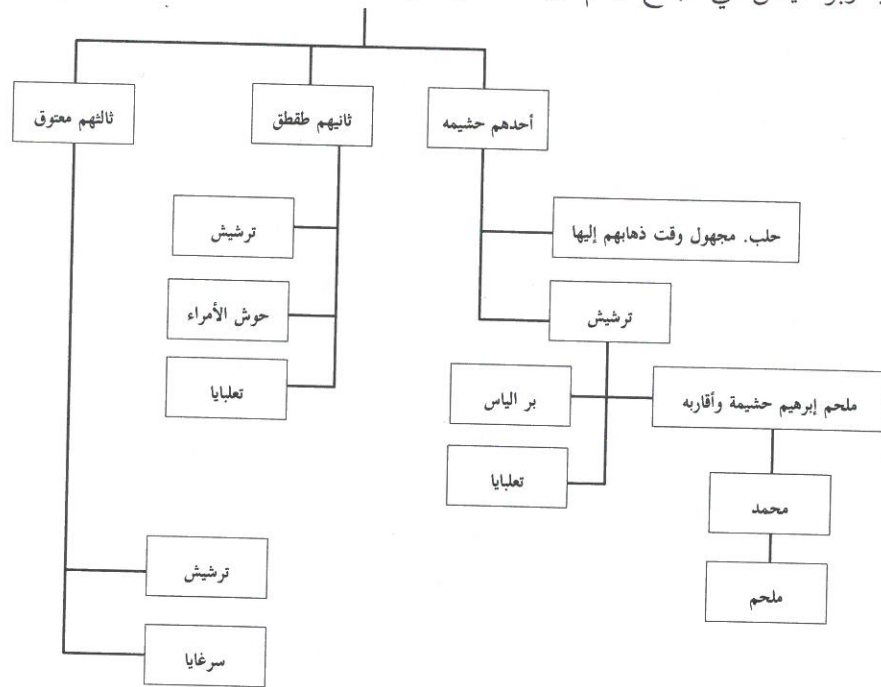 أحدهم حشيمه
ثانيهم طقطق
ثالثهم معتوق
حلب. مجهول وقت ذهابهم إليها
ترشيش
ترشيش
حوش الأمراء
تعلبايا
ملحم إبرهيم حشيمة وأقاربه
بر الياس
تعلبايا
محمد
ملحم
ترشيش
سرغايا